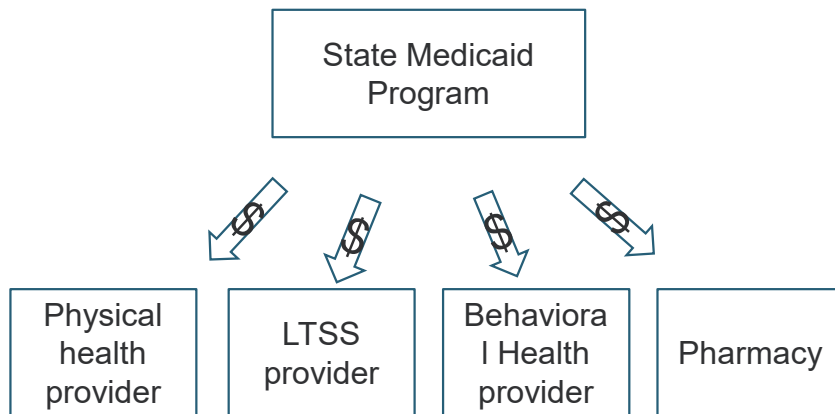 State Medicaid
Program
$
$
$
$
Physical
health
provider
LTSS
provider
Behaviora
l Health
provider
Pharmacy